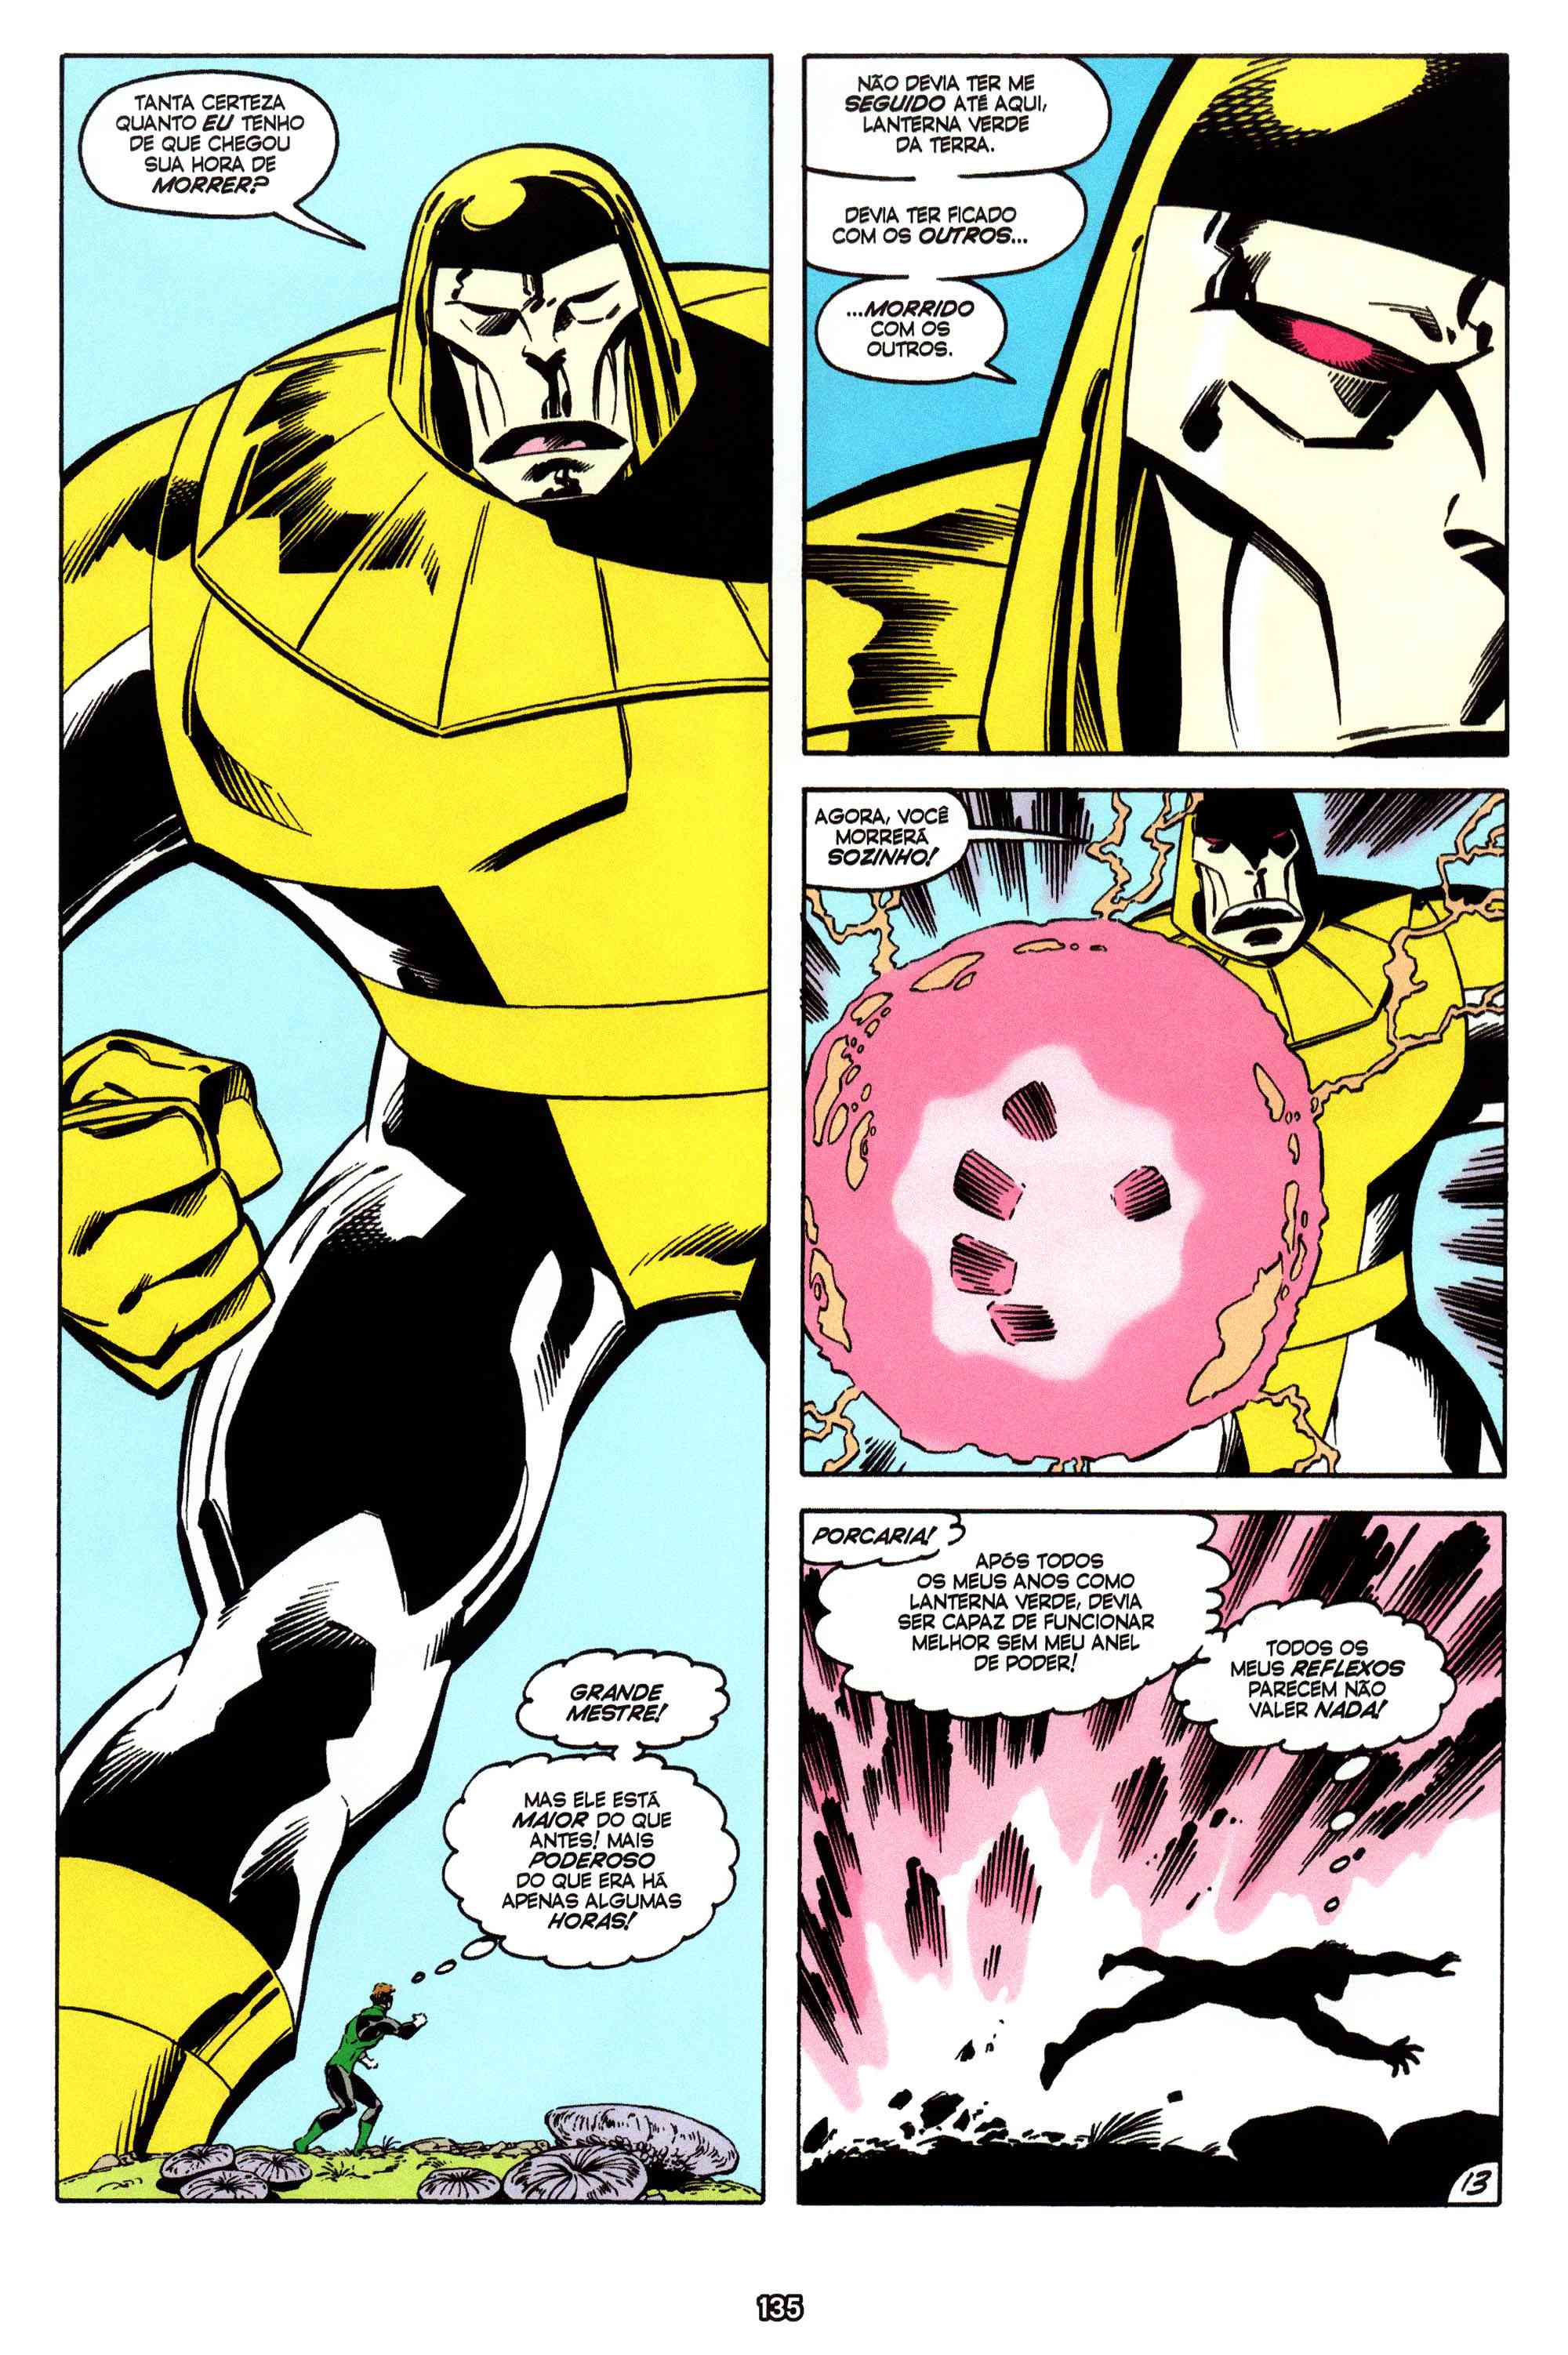 TANTA CERTEZA
QUANTO EU TENHO
DE QUE CHEGOU
SUA HORA DE
MORRER?
GRANDE
MESTRE!
MAS ELE ESTÁ
MAIOR DO QUE
ANTES! MAIS
PODEROSO
DO QUE ERA HÁ
APENAS ALGUMAS
HORAS!
NÃO DEVIA TER ME
SEGUIDO ATÉ AQUI,
LANTERNA VERDE
DA TERRA.
DEVIA TER FICADO
COM OS OUTROS...
...MORRIDO
COM OS
OUTROS.
AGORA, VOCÊ
MORRERÁ
SOZINHO!
PORCARIA!
APÓS TODOS
OS MEUS ANOS COMO
LANTERNA VERDE, DEVIA
SER CAPAZ DE FUNCIONAR
MELHOR SEM MEU ANEL
DE PODER!
TODOS OS
MEUS REFLEXOS
PARECEM NÃO
VALER NADA!
13
135